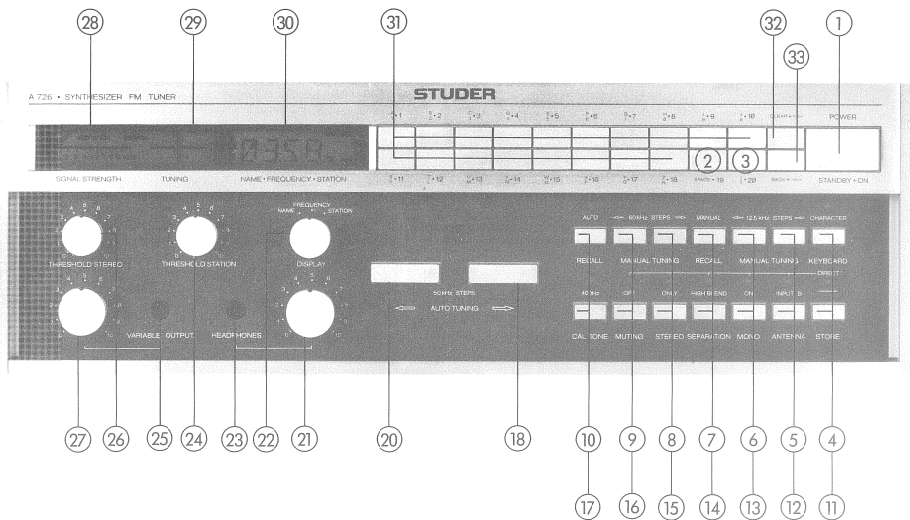 28 29 30 31 32 33 1
STUDER
A 726 • SYNTHESIZER FM TUNER
•1 •2 •3 •4 •5 •6 •7 •8 •9 •10 CLEAR POWER
2 3
SIGNAL STRENGTH TUNING NAME • FREQUENCY • STATION
•11 •12 •13 •14 •15 •16 •17 •18 SPACE • 19 •20 BACK STANDBY • ON
FREQUENCY
NAME STATION
AUTO 50 kHz STEPS MANUAL 12.5 kHz STEPS CHARACTER
THRESHOLD STEREO THRESHOLD STATION DISPLAY
RECALL MANUAL TUNING RECALL MANUAL TUNING KEYBOARD
DIRECT
50 kHz STEPS
AUTO TUNING
400Hz OFF ONLY HIGH BLEND ON INPUT B
VARIABLE OUTPUT HEADPHONES
CAL TONE MUTING STEREO SEPARATION MONO ANTENNA STORE
27 26 25 24 23 22 21 20 18 10 9 8 7 6 5 4
17 16 15 14 13 12 11